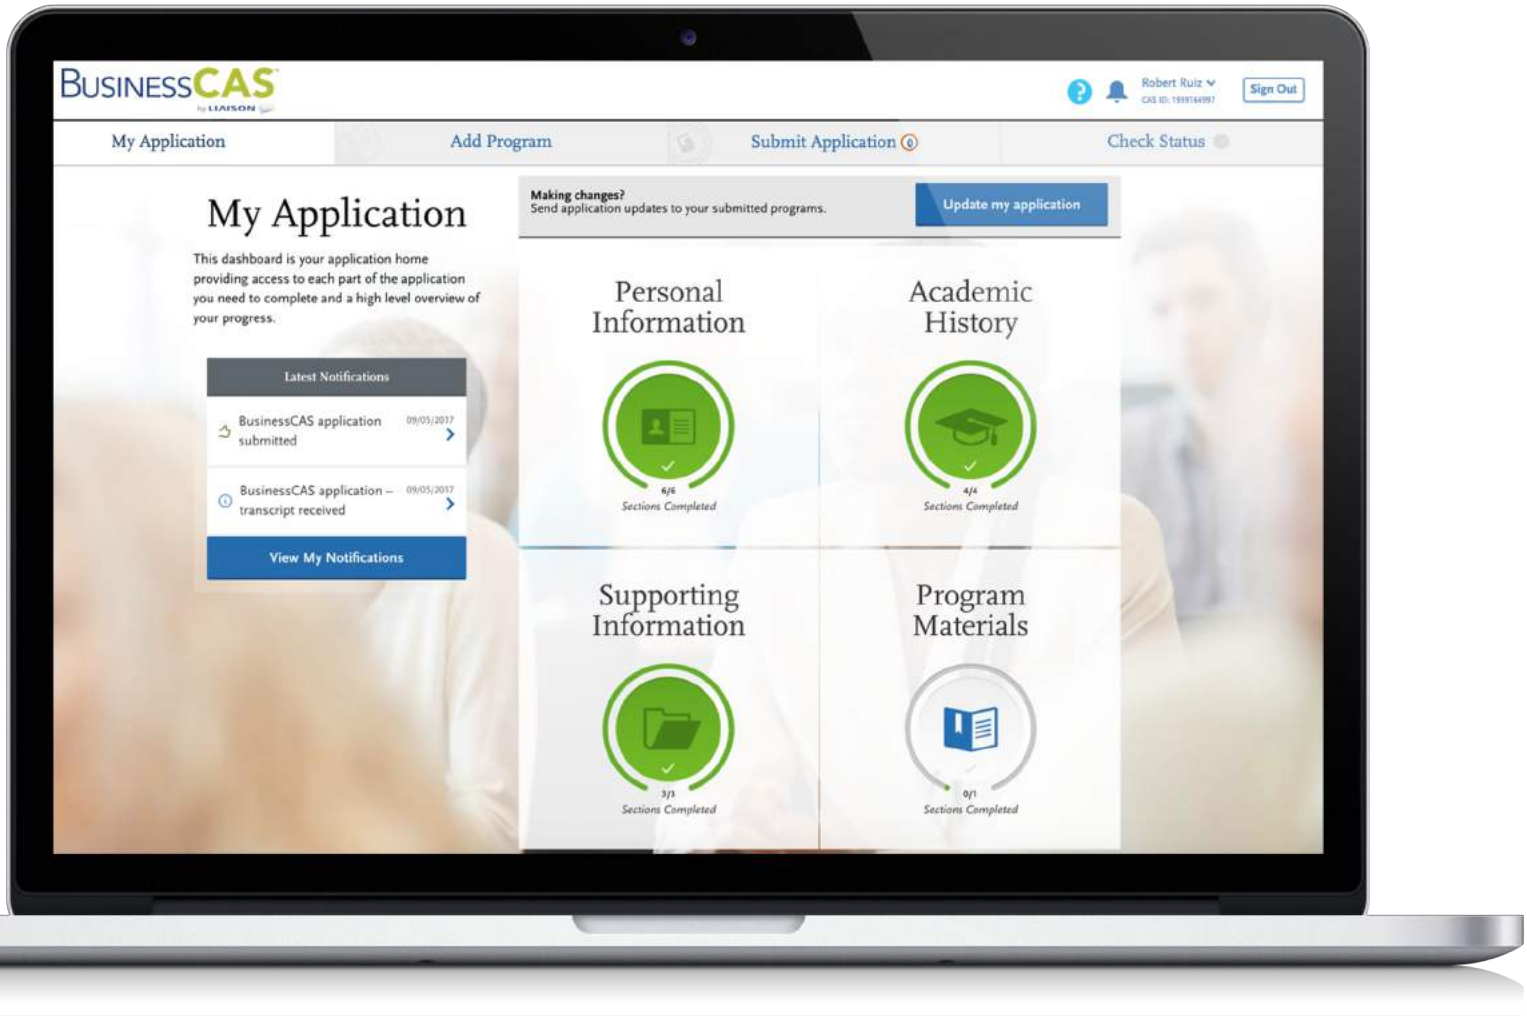 BUSINESSCAS™
by LIAISON
Robert Ruiz
CAS ID: 1999164997
Sign Out
My Application
Add Program
Submit Application 0
Check Status
My Application
This dashboard is your application home
providing access to each part of the application
you need to complete and a high level overview of
your progress.
Latest Notifications
BusinessCAS application 09/05/2017
submitted
BusinessCAS application – 09/05/2017
transcript received
View My Notifications
Making changes?
Send application updates to your submitted programs.
Update my application
Personal
Information
6/6
Sections Completed
Academic
History
4/4
Sections Completed
Supporting
Information
3/3
Sections Completed
Program
Materials
0/1
Sections Completed